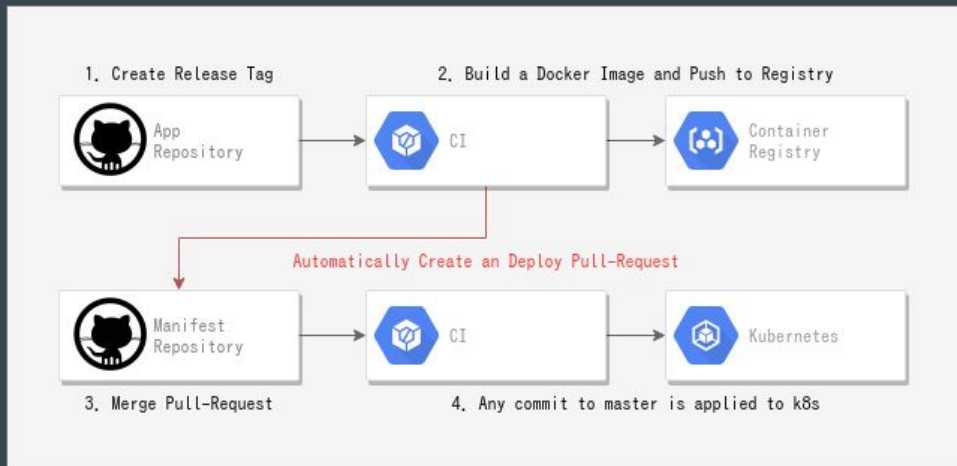 1. Create Release Tag
2. Build a Docker Image and Push to Registry
App
Repository
CI
Container
Registry
Automatically Create an Deploy Pull-Request
Manifest
Repository
CI
Kubernetes
3. Merge Pull-Request
4. Any commit to master is applied to k8s